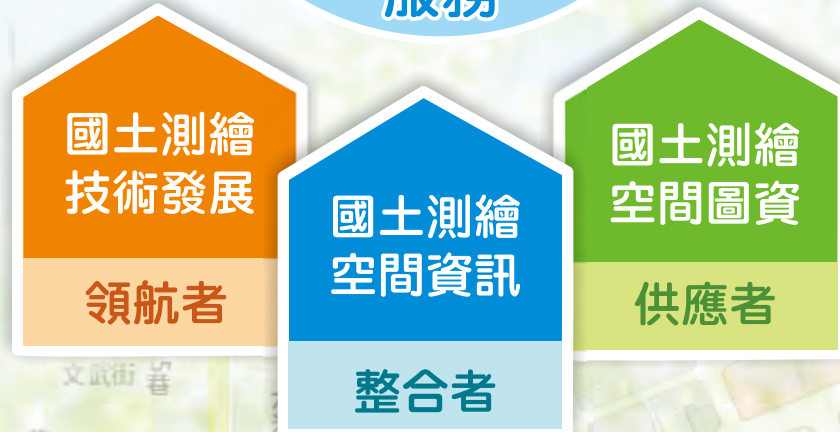 服務
國土測繪
技術發展
領航者
國土測繪
空間資訊
整合者
國土測繪
空間圖資
供應者
文武街
巷